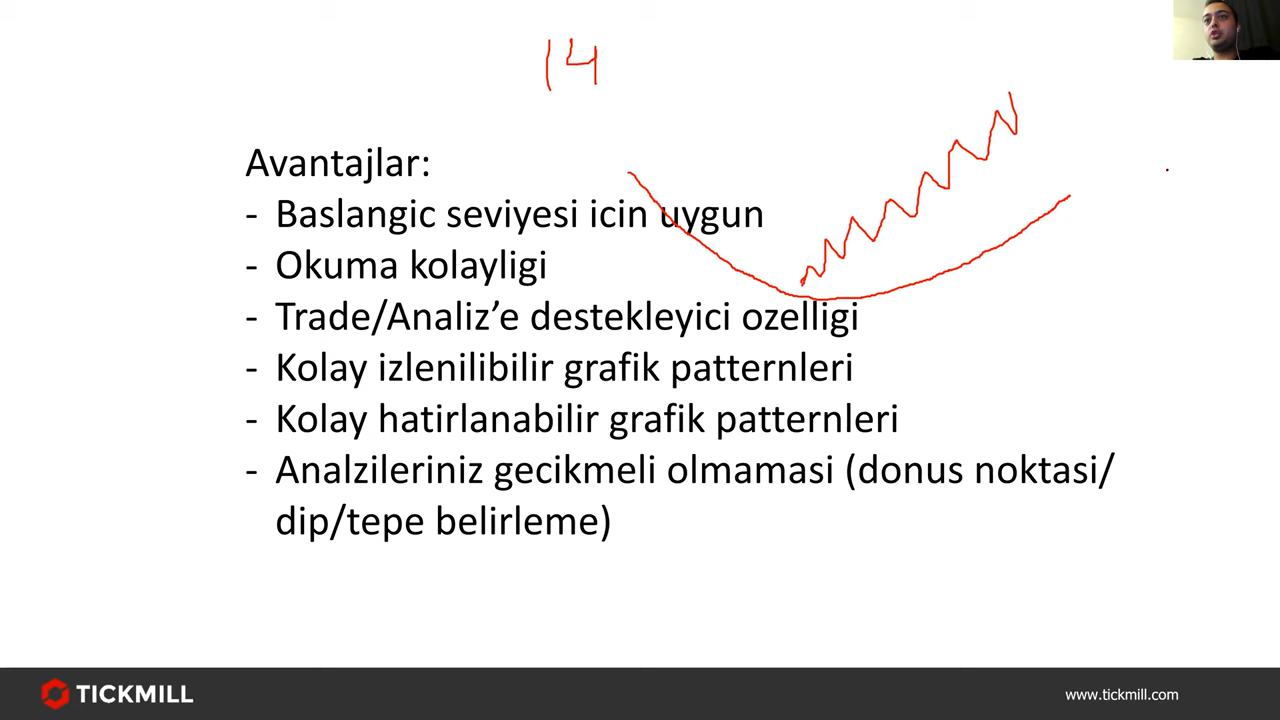 14
Avantajlar:
- Baslangic seviyesi icin uygun
- Okuma kolayligi
- Trade/Analiz’e destekleyici ozelligi
- Kolay izlenilibilir grafik patternleri
- Kolay hatirlanabilir grafik patternleri
- Analzileriniz gecikmeli olmamasi (donus noktasi/
dip/tepe belirleme)
TICKMILL
www.tickmill.com